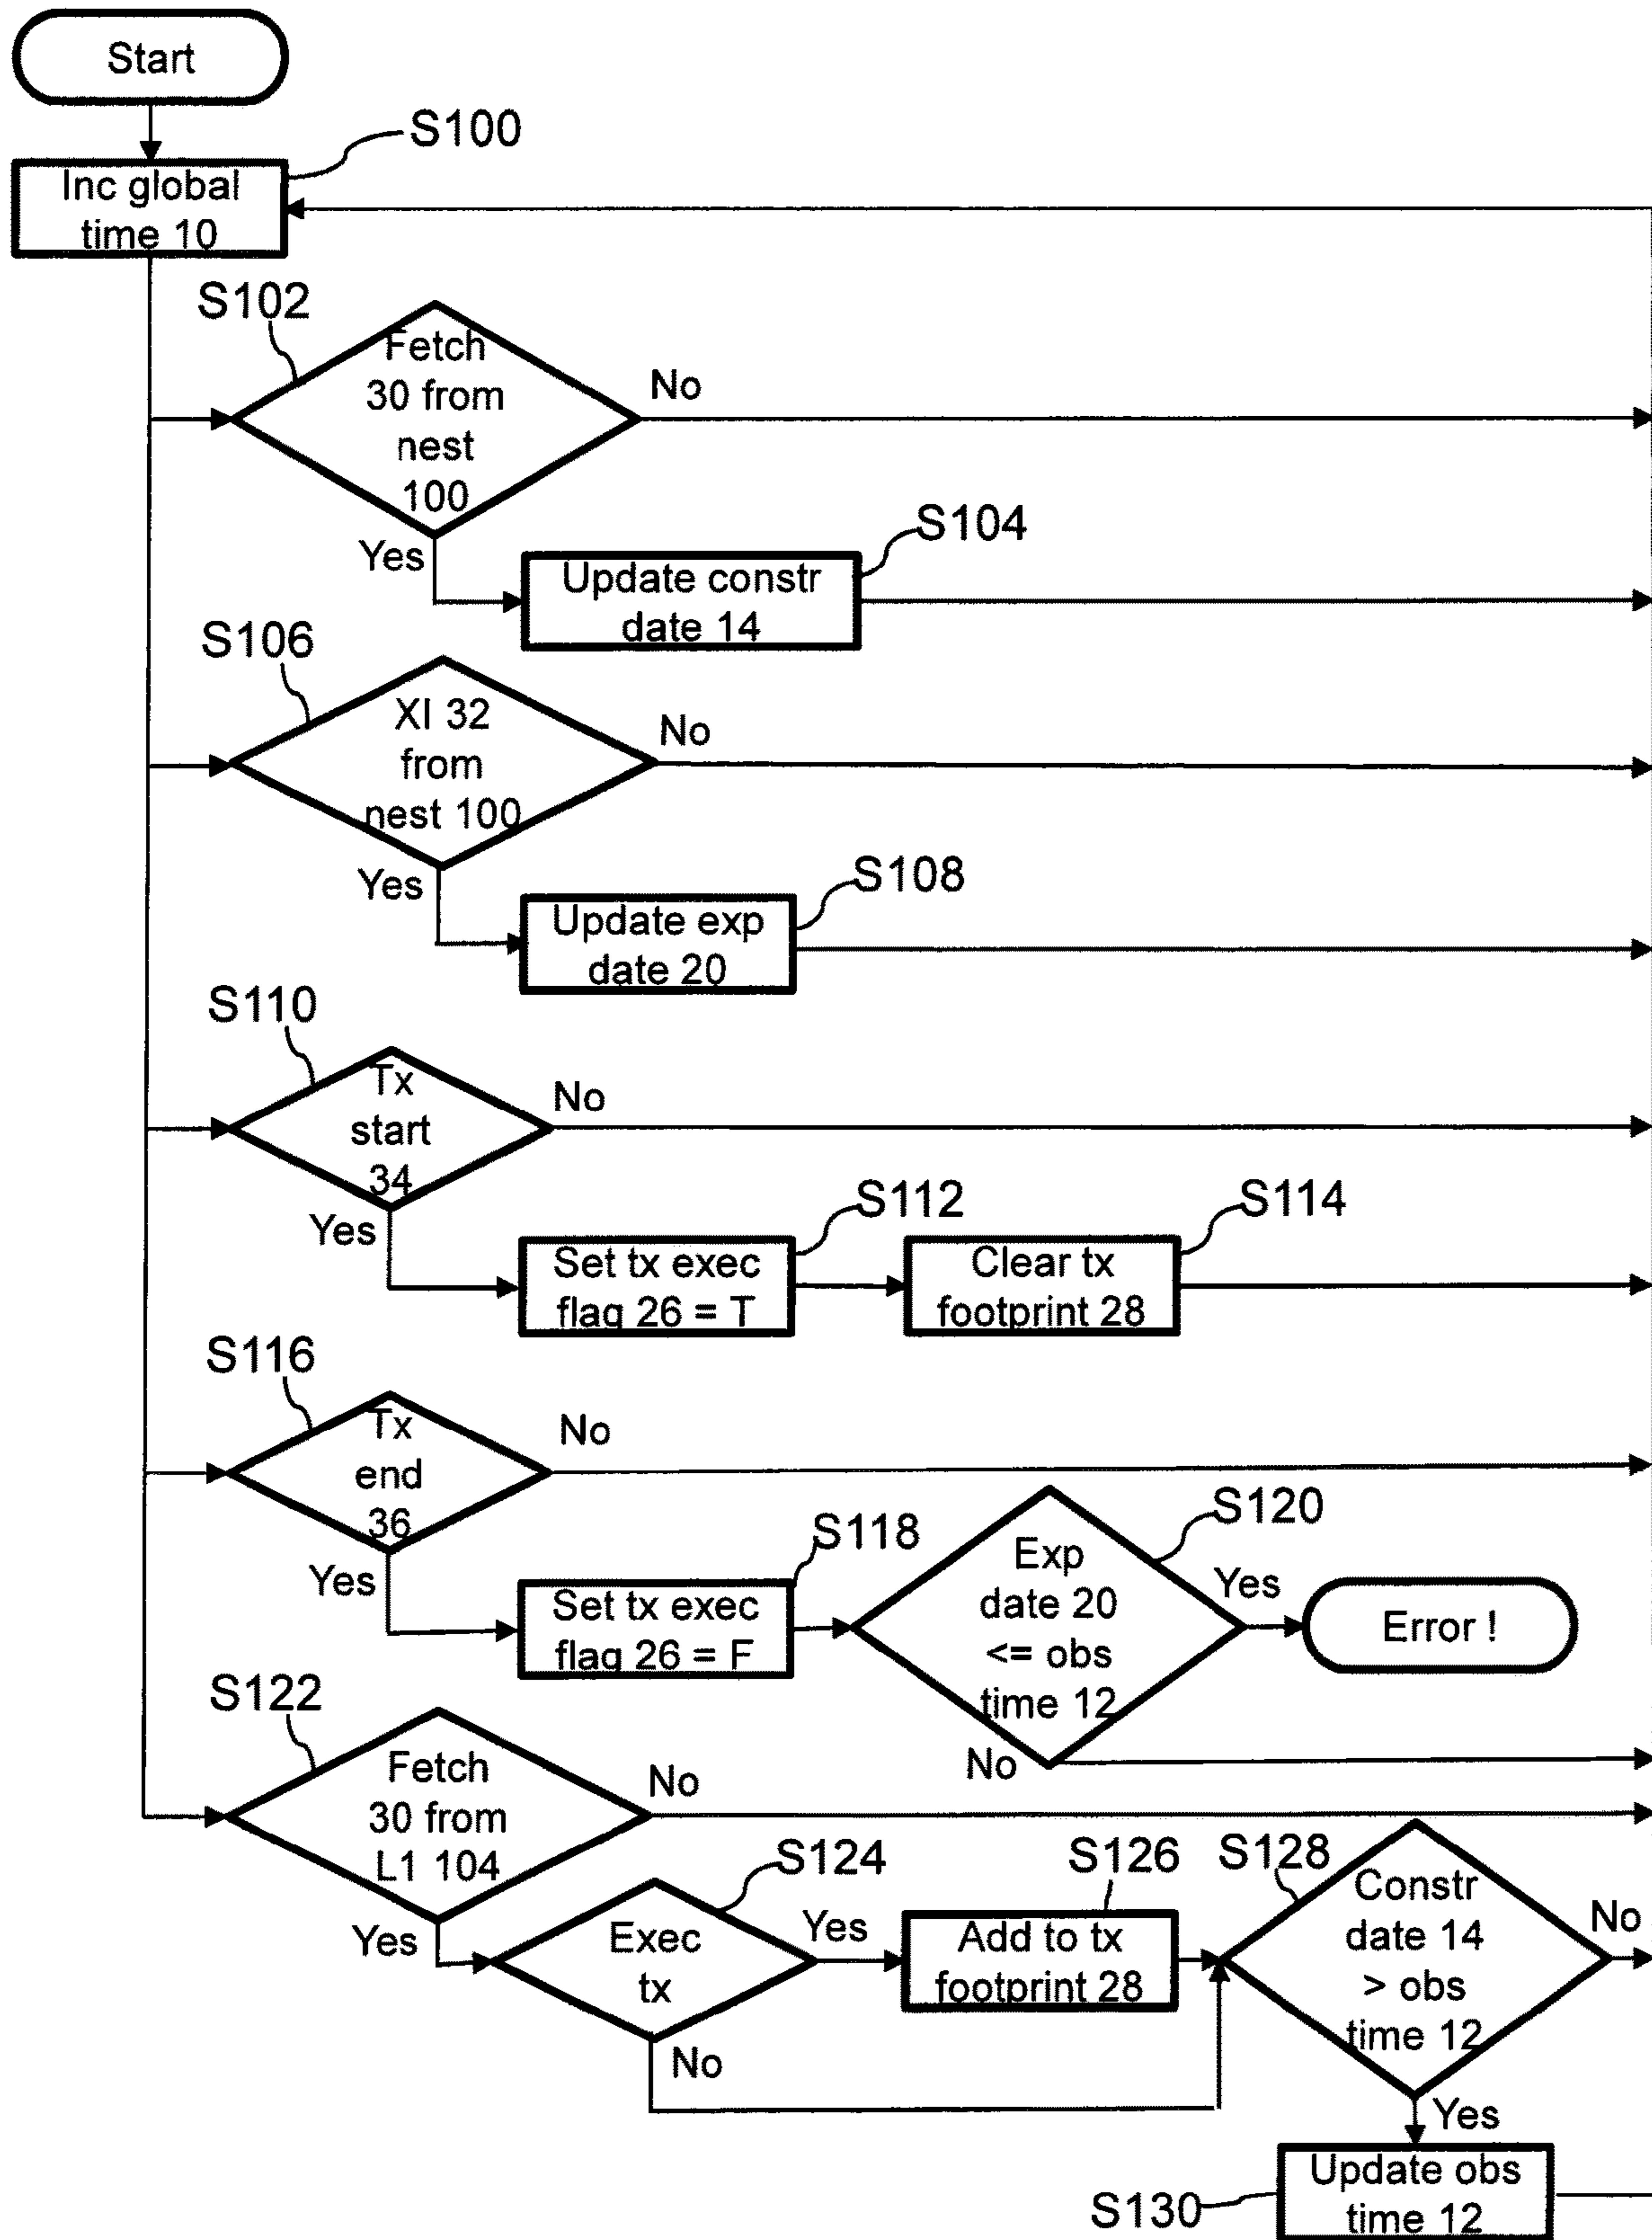 Start
S100
Inc global
time 10
S102
Fetch
30 from
nest
100
No
Yes
S104
Update constr
date 14
S106
XI 32
from
nest 100
No
Yes
S108
Update exp
date 20
S110
Tx
start
34
No
Yes
S112
Set tx exec
flag 26 = T
S114
Clear tx
footprint 28
S116
Tx
end
36
No
Yes
S118
Set tx exec
flag 26 = F
S120
Exp
date 20
<= obs
time 12
Yes
Error !
No
S122
Fetch
30 from
L1 104
No
Yes
S124
Exec
tx
Yes
No
S126
Add to tx
footprint 28
S128
Constr
date 14
> obs
time 12
No
Yes
S130
Update obs
time 12